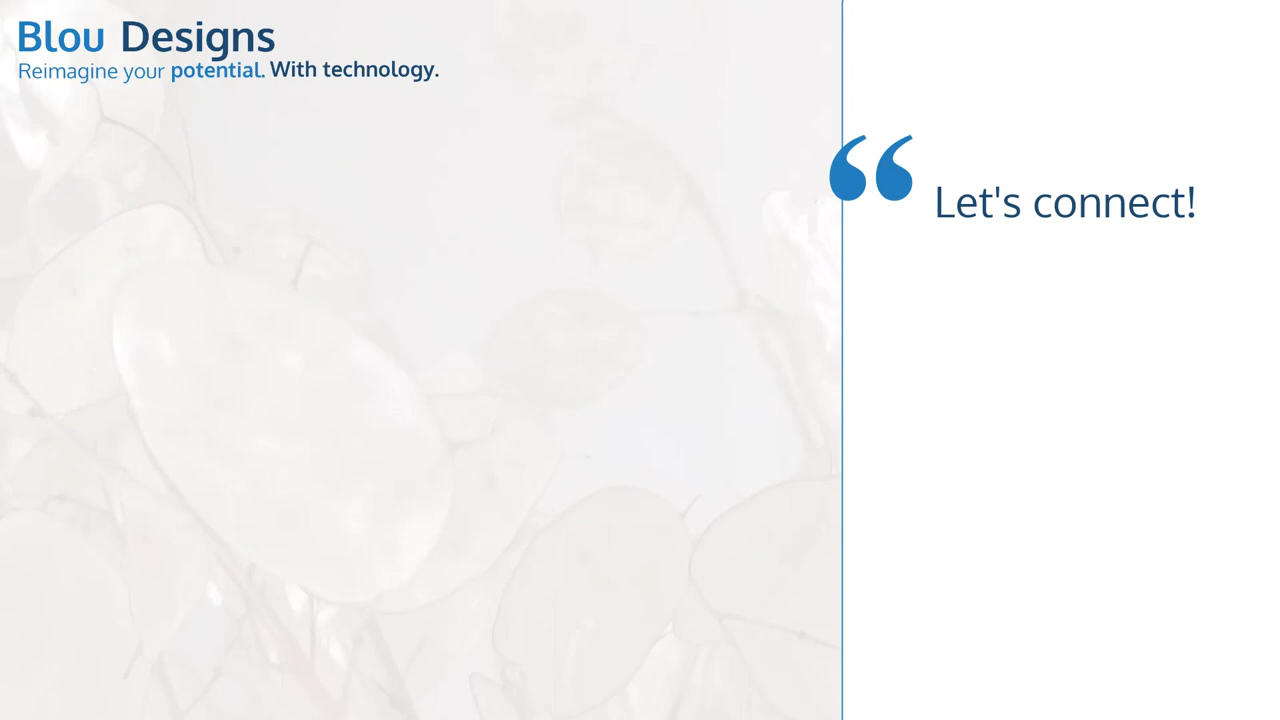 Blou Designs
Reimagine your potential. With technology.
“ Let's connect!